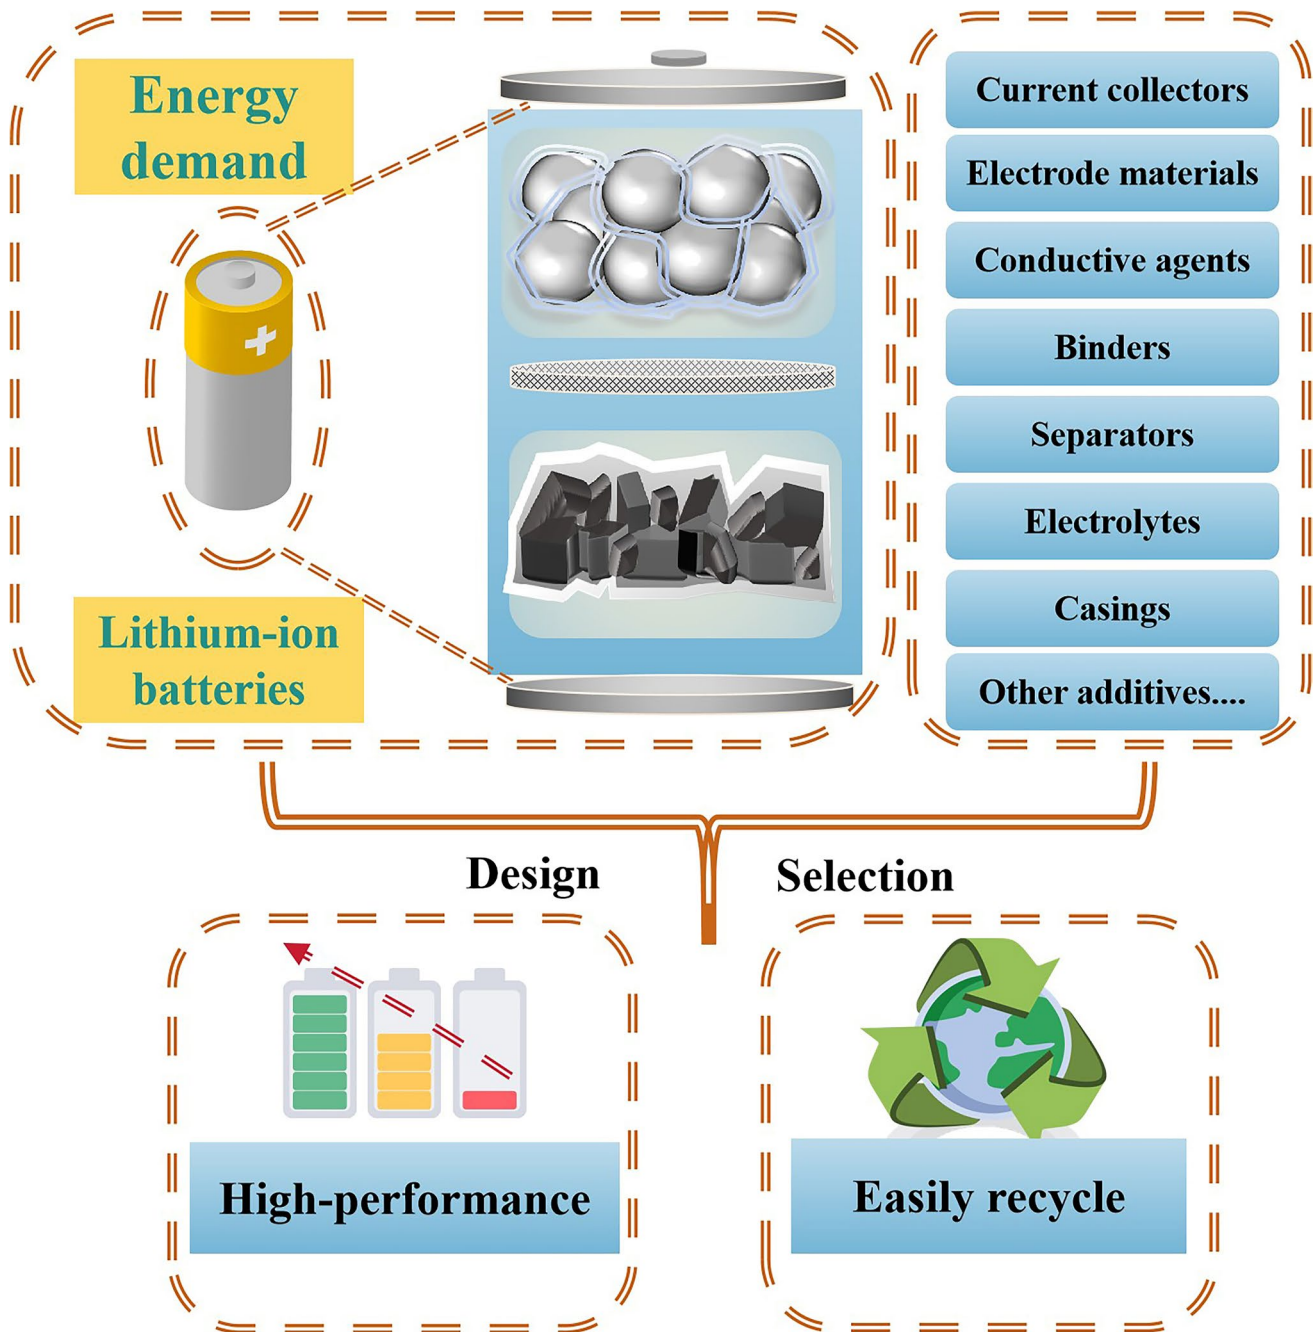 Energy
demand
Lithium-ion
batteries
Current collectors
Electrode materials
Conductive agents
Binders
Separators
Electrolytes
Casings
Other additives....
Design
Selection
High-performance
Easily recycle